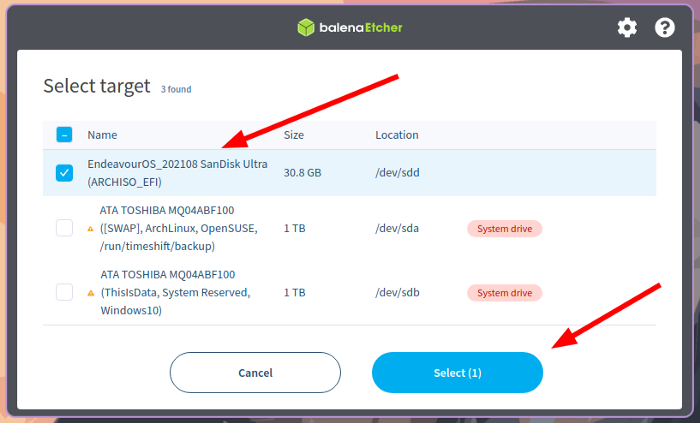 balenaEtcher
Select target 3 found
Name Size Location
EndeavourOS_202108 SanDisk Ultra
(ARCHISO_EFI)
30.8 GB /dev/sdd
ATA TOSHIBA MQ04ABF100
([SWAP], ArchLinux, OpenSUSE,
/run/timeshift/backup)
1 TB /dev/sda System drive
ATA TOSHIBA MQ04ABF100
(ThisIsData, System Reserved,
Windows10)
1 TB /dev/sdb System drive
Cancel Select (1)